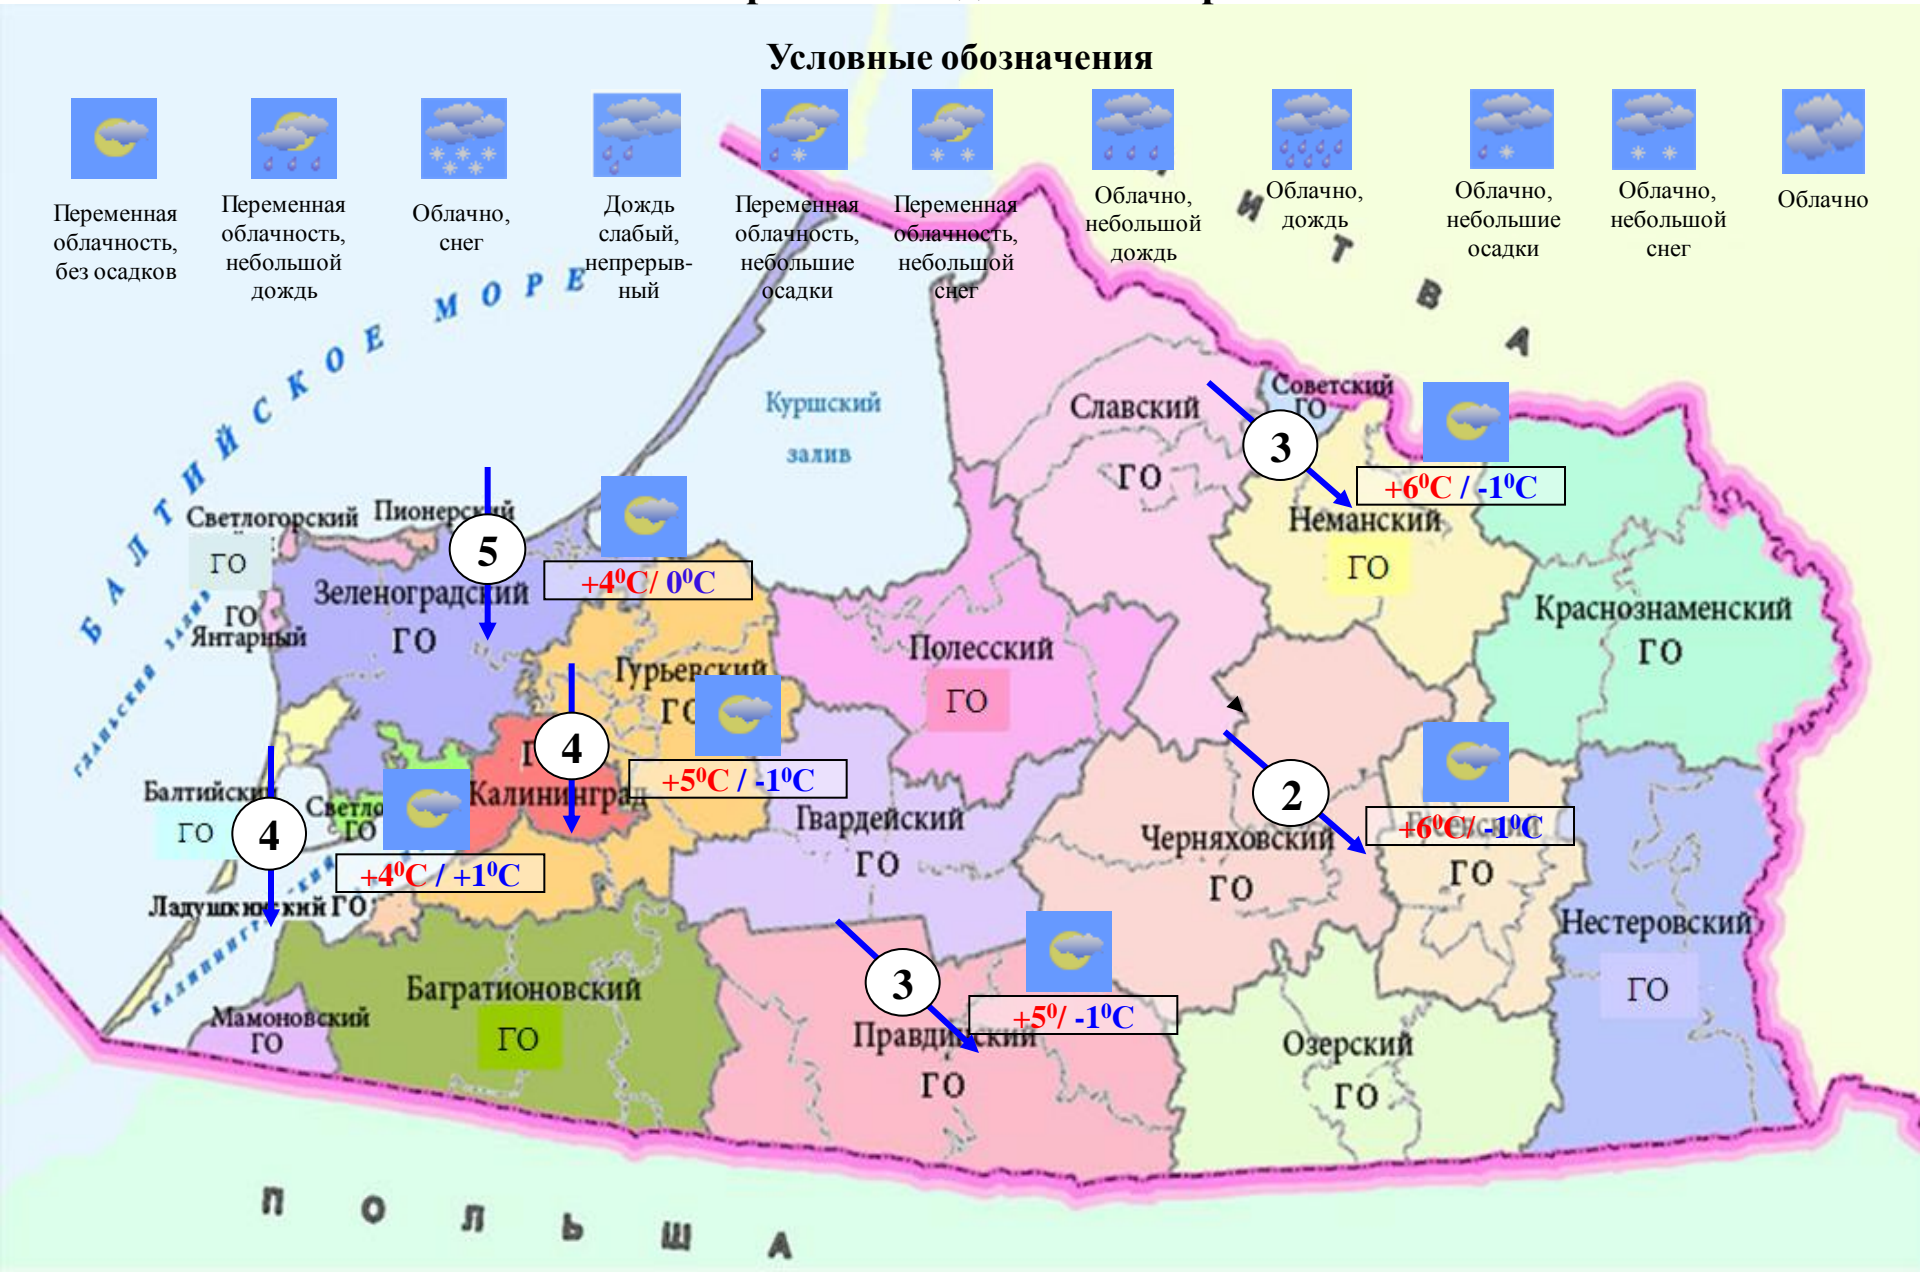 Условные обозначения
Переменная
облачность,
без осадков
Переменная
облачность,
небольшой
дождь
Облачно,
снег
Дождь
слабый,
непрерыв-
ный
Переменная
облачность,
небольшие
осадки
Переменная
облачность,
небольшой
снег
Облачно,
небольшой
дождь
Облачно,
дождь
Облачно,
небольшие
осадки
Облачно,
небольшой
снег
Облачно
БАЛТИЙСКОЕ МОРЕ
ИТВА
Куршский
залив
Славский
ГО
Советский
ГО
3
+6⁰C / -1⁰C
Неманский
ГО
Светлогорский
ГО
Пионерский
5
+4⁰C/ 0⁰C
Зеленоградский
ГО
ГО
Янтарный
Краснознаменский
ГО
Полесский
ГО
Гурьевский
ГО
4
+5⁰C / -1⁰C
Калининград
Балтийский
ГО
4
Светло
ГО
+4⁰C / +1⁰C
Ладушкинский ГО
Гвардейский
ГО
2
+6⁰C/ -1⁰C
Черняховский
ГО
ГО
Нестеровский
ГО
Багратионовский
ГО
Мамоновский
ГО
3
+5⁰/ -1⁰C
Правдинский
ГО
Озерский
ГО
ПОЛЬША